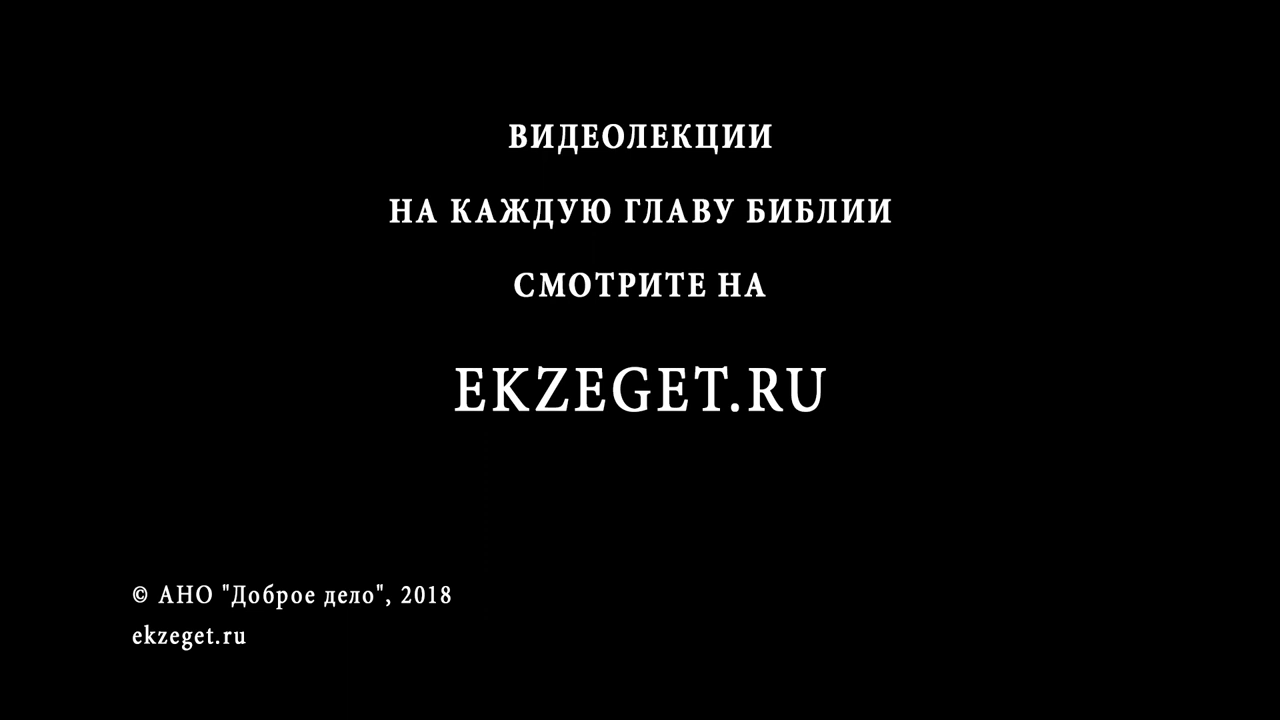 ВИДЕОЛЕКЦИИ
НА КАЖДУЮ ГЛАВУ БИБЛИИ
СМОТРИТЕ НА
EKZEGET.RU
© АНО "Доброе дело", 2018
ekzeget.ru